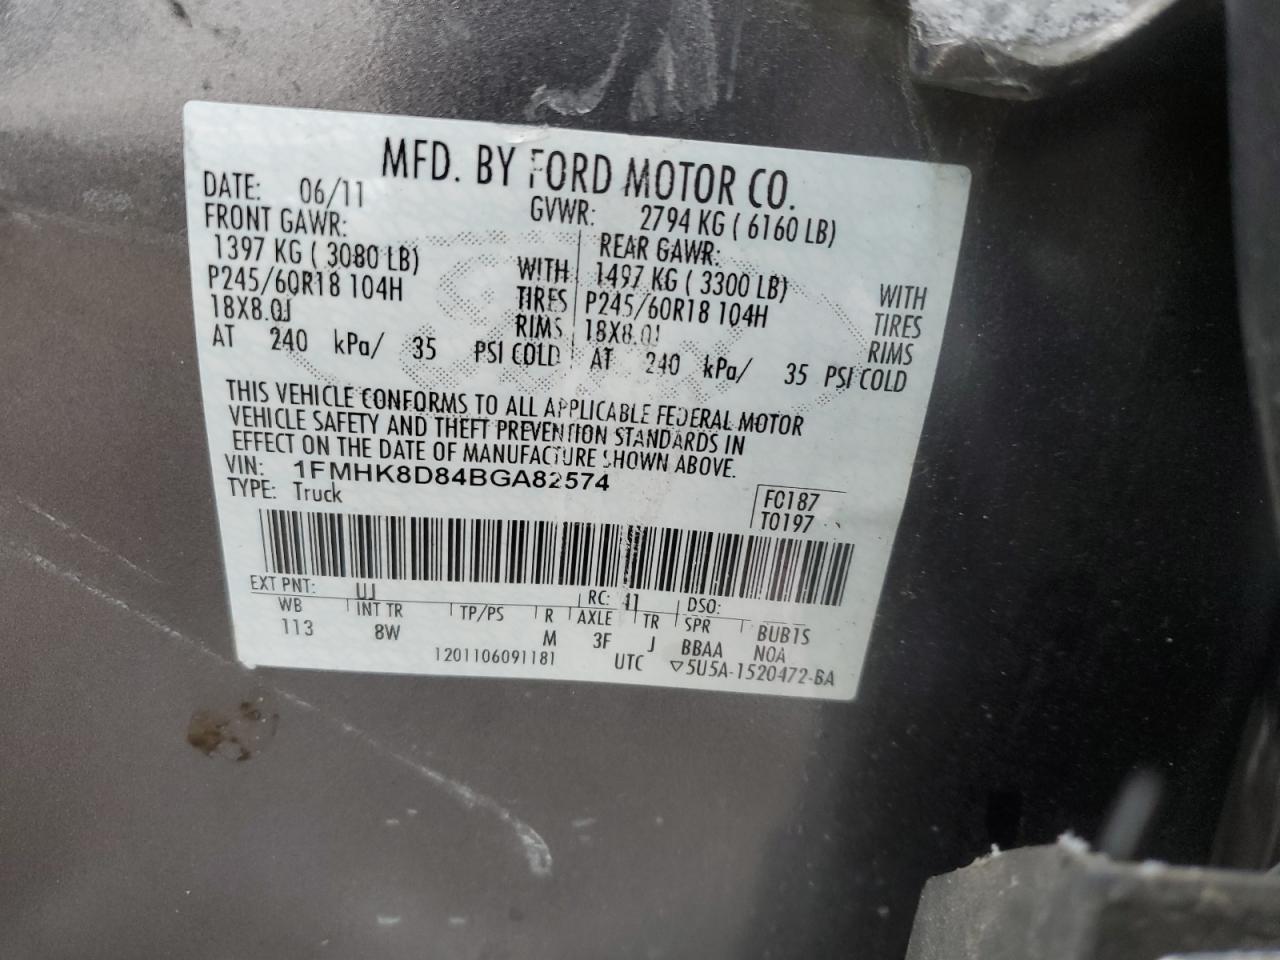 MFD. BY FORD MOTOR CO.
DATE: 06/11 GVWR: 2794 KG ( 6160 LB)
FRONT GAWR: REAR GAWR:
1397 KG ( 3080 LB) WITH 1497 KG ( 3300 LB) WITH
P245/60R18 104H TIRES P245/60R18 104H TIRES
18X8.0J RIMS 18X8.0J RIMS
AT 240 kPa/ 35 PSI COLD AT 240 kPa/ 35 PSI COLD
THIS VEHICLE CONFORMS TO ALL APPLICABLE FEDERAL MOTOR
VEHICLE SAFETY AND THEFT PREVENTION STANDARDS IN
EFFECT ON THE DATE OF MANUFACTURE SHOWN ABOVE.
VIN: 1FMHK8D84BGA82574
TYPE: Truck
F0187
T0197
EXT PNT: UJ RC: 41 DSO:
WB INT TR TP/PS R AXLE TR SPR BUB1S
113 8W M 3F J BBAA NOA
1201106091181 UTC ▽5U5A-1520472-BA